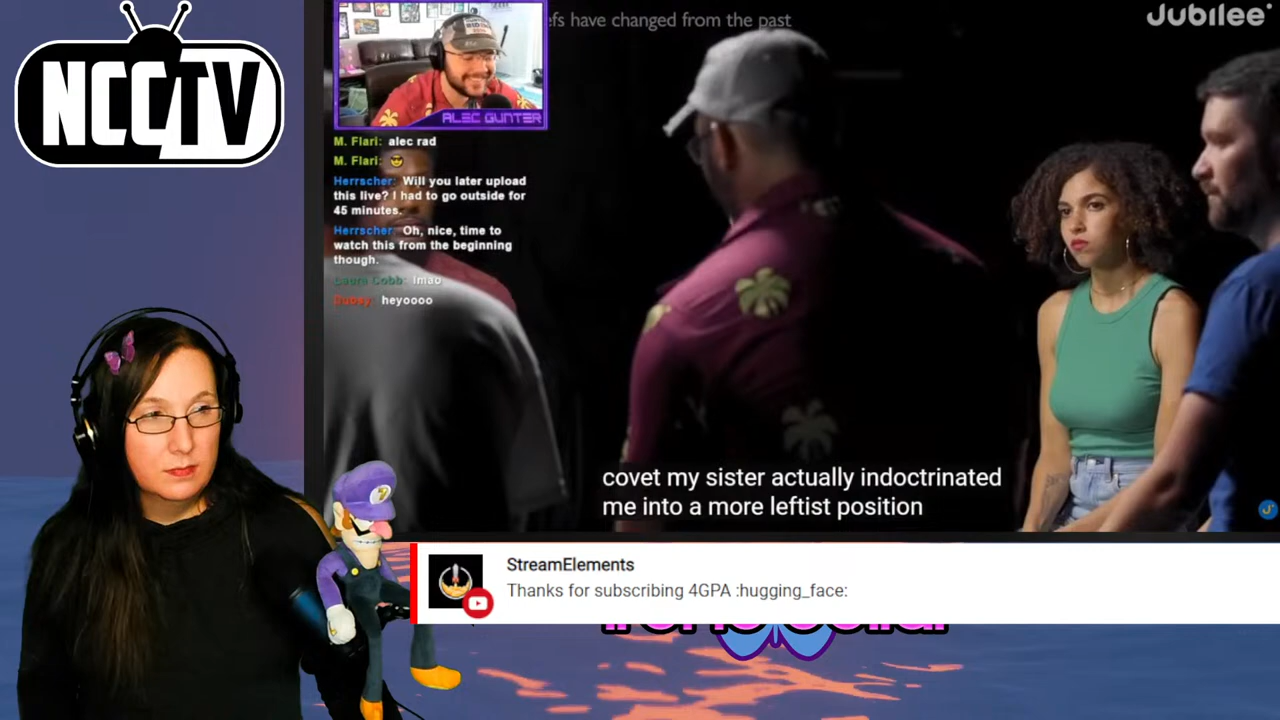 NCCTV
efs have changed from the past
Jubilee
ALEC GUNTER
M. Flari: alec rad
M. Flari:
Herrscher: Will you later upload
this live? I had to go outside for
45 minutes.
Herrscher: Oh, nice, time to
watch this from the beginning
though.
Laura Cobb: lmao
heyoooo
covet my sister actually indoctrinated
me into a more leftist position
StreamElements
Thanks for subscribing 4GPA :hugging_face: